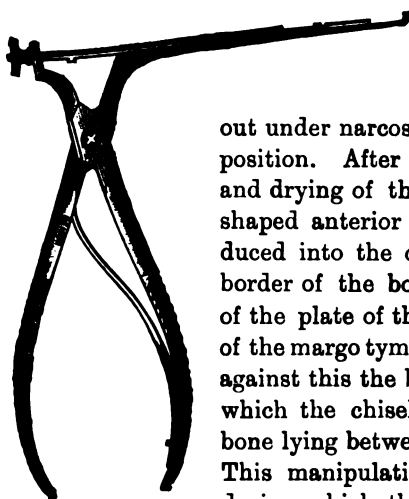 out under narcos
position. After
and drying of th
shaped anterior
duced into the
border of the bo
of the plate of th
of the margo tym
against this the
which the chisel
bone lying betwe
This manipulati